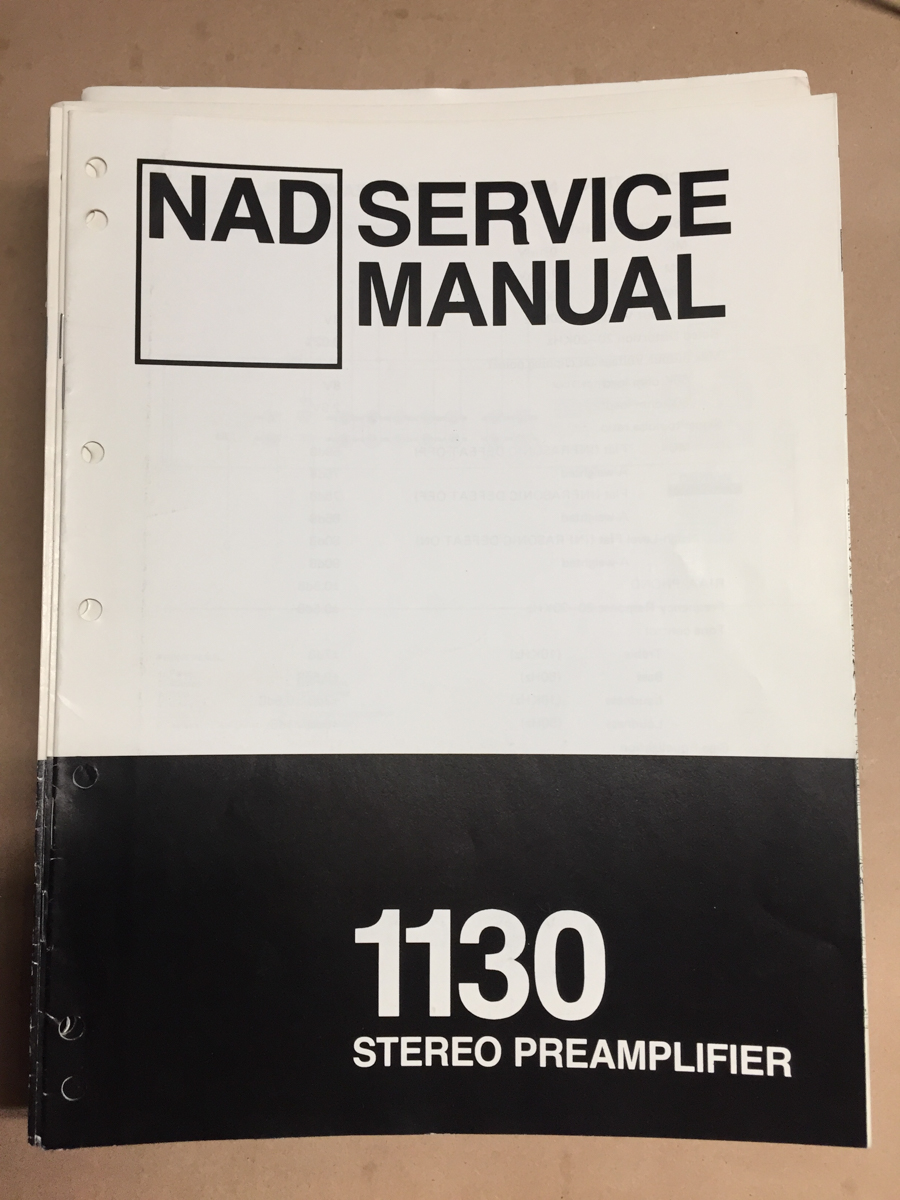 NAD
SERVICE
MANUAL
1130
STEREO PREAMPLIFIER